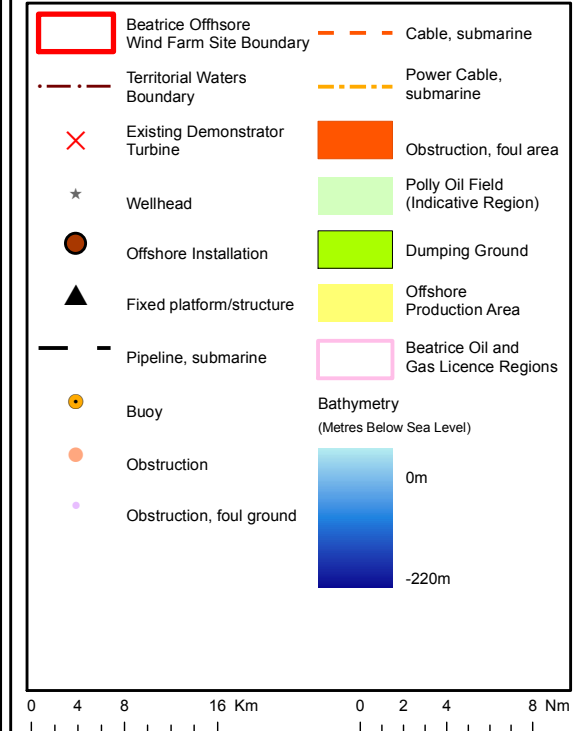 Beatrice Offhsore
Wind Farm Site Boundary
Territorial Waters
Boundary
Existing Demonstrator
Turbine
Wellhead
Offshore Installation
Fixed platform/structure
Pipeline, submarine
Buoy
Obstruction
Obstruction, foul ground
Cable, submarine
Power Cable,
submarine
Obstruction, foul area
Polly Oil Field
(Indicative Region)
Dumping Ground
Offshore
Production Area
Beatrice Oil and
Gas Licence Regions
Bathymetry
(Metres Below Sea Level)
0m
-220m
0 4 8 16 Km
0 2 4 8 Nm